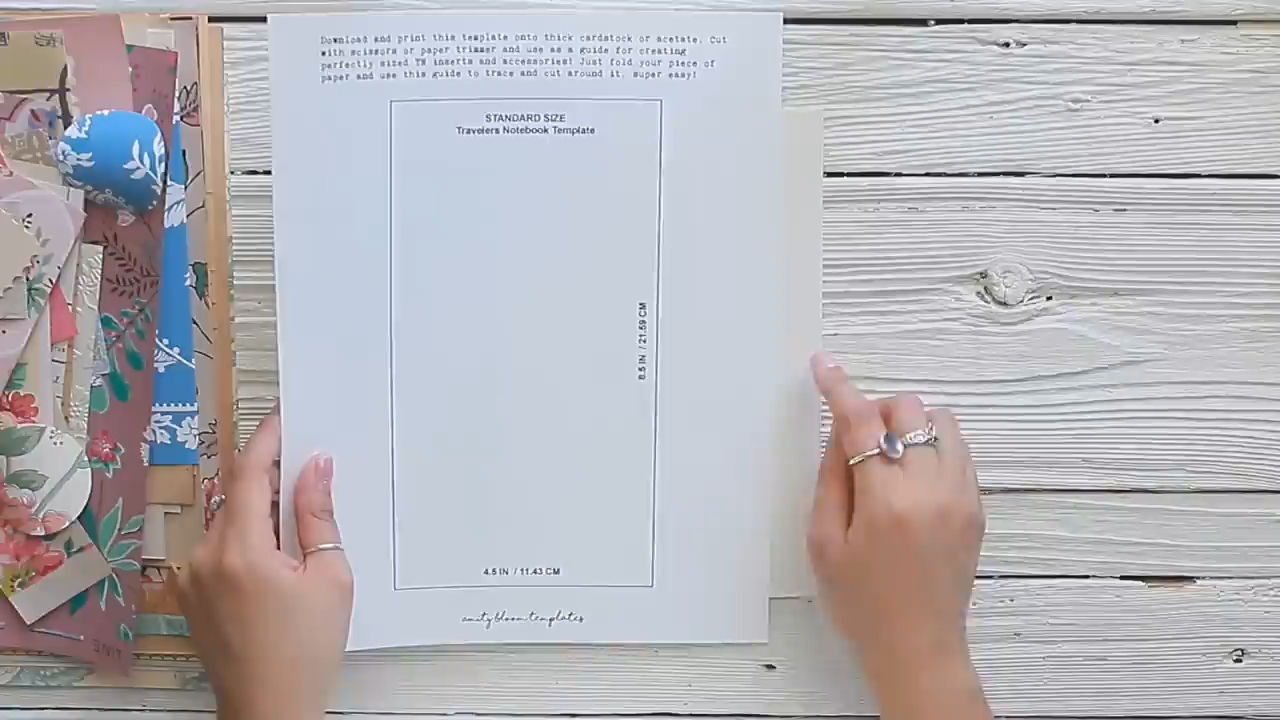 Download and print this template onto thick cardstock or acetate. Cut
with scissors or paper trimmer and use as a guide for creating
perfectly sized TN inserts and accessories! Just fold your piece of
paper and use this guide to trace and cut around it. super easy!
STANDARD SIZE
Travelers Notebook Template
8.5 IN / 21.59 CM
4.5 IN / 11.43 CM
amity bloom templates